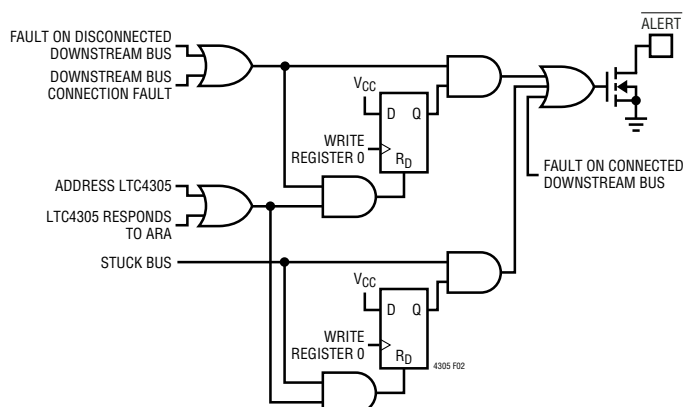 ALERT
FAULT ON DISCONNECTED
DOWNSTREAM BUS
DOWNSTREAM BUS
CONNECTION FAULT
VCC
D Q
WRITE
REGISTER 0
RD
FAULT ON CONNECTED
DOWNSTREAM BUS
ADDRESS LTC4305
LTC4305 RESPONDS
TO ARA
STUCK BUS
VCC
D Q
WRITE
REGISTER 0
RD
4305 F02